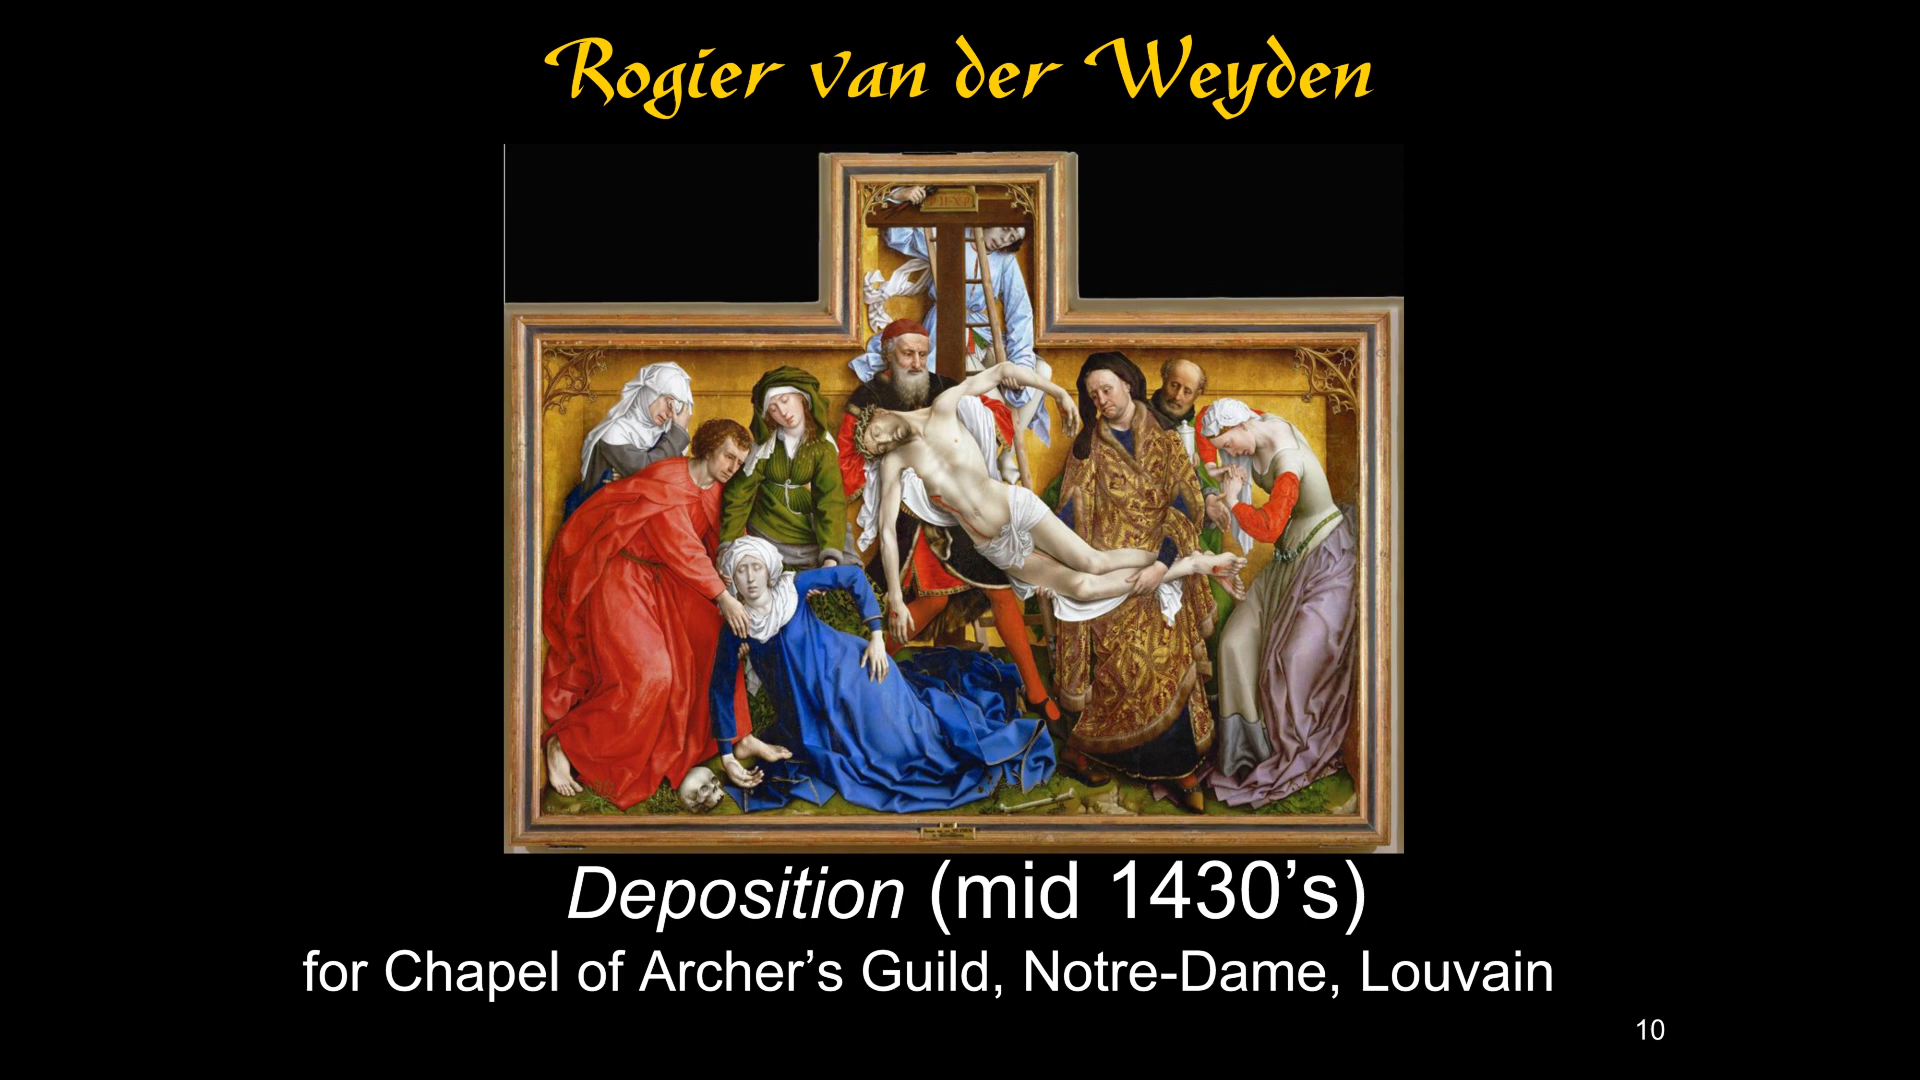 Rogier van der Weyden
Deposition (mid 1430’s)
for Chapel of Archer’s Guild, Notre-Dame, Louvain
10